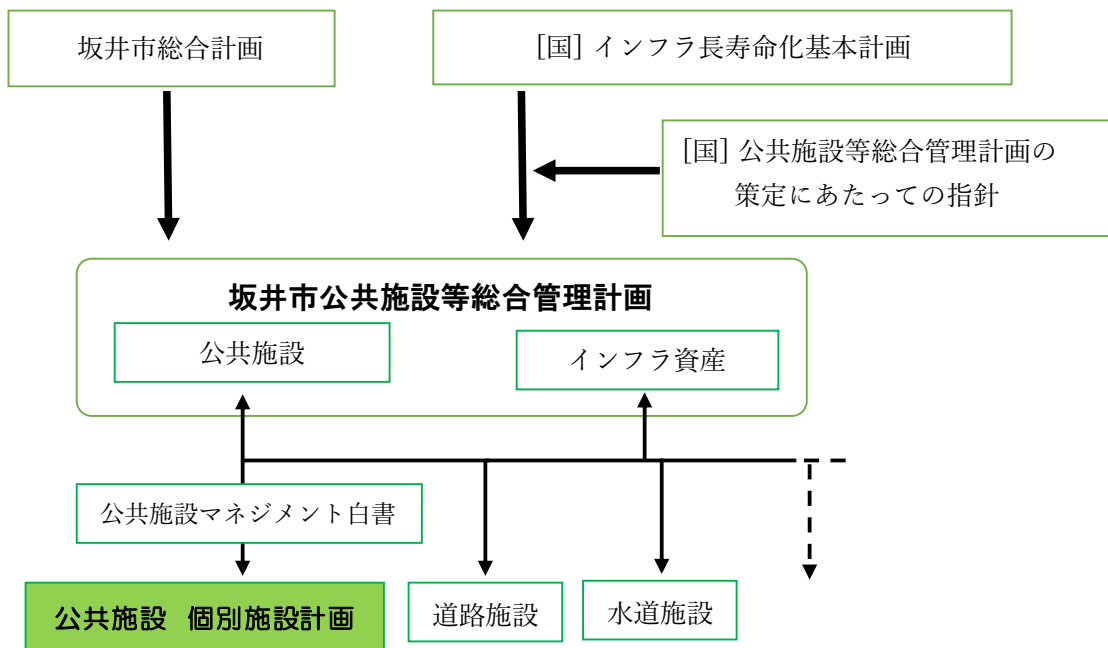 坂井市総合計画
[国] インフラ長寿命化基本計画
[国] 公共施設等総合管理計画の
策定にあたっての指針
坂井市公共施設等総合管理計画
公共施設
インフラ資産
公共施設マネジメント白書
公共施設 個別施設計画
道路施設
水道施設